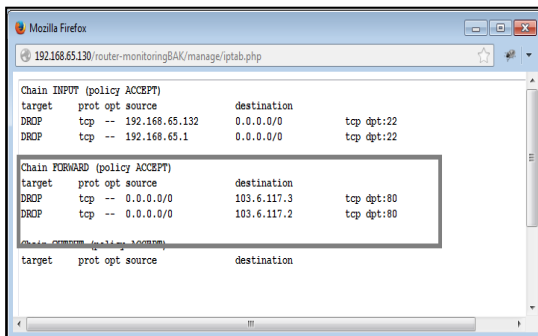 Mozilla Firefox
192.168.65.130/router-monitoringBAK/manage/iptab.php
Chain INPUT (policy ACCEPT)
target prot opt source destination
DROP tcp -- 192.168.65.132 0.0.0.0/0 tcp dpt:22
DROP tcp -- 192.168.65.1 0.0.0.0/0 tcp dpt:22
Chain FORWARD (policy ACCEPT)
target prot opt source destination
DROP tcp -- 0.0.0.0/0 103.6.117.3 tcp dpt:80
DROP tcp -- 0.0.0.0/0 103.6.117.2 tcp dpt:80
Chain OUTPUT (policy ACCEPT)
target prot opt source destination